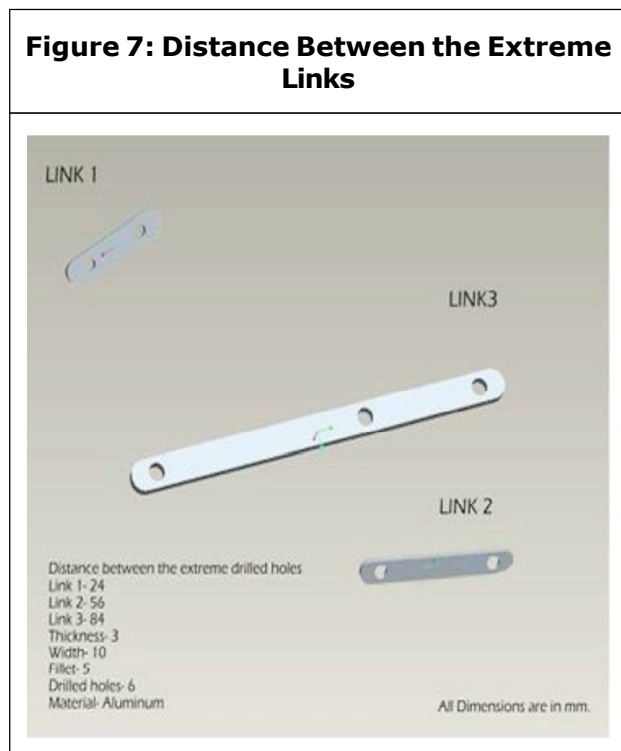 Figure 7: Distance Between the Extreme
Links
LINK 1
LINK3
LINK 2
Distance between the extreme drilled holes
Link 1- 24
Link 2- 56
Link 3- 84
Thickness- 3
Width- 10
Fillet- 5
Drilled holes- 6
Material- Aluminum
All Dimensions are in mm.